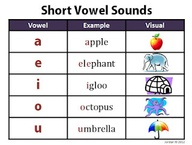 Short Vowel Sounds
Vowel Example Visual
a apple
e elephant
i igloo
o octopus
u umbrella